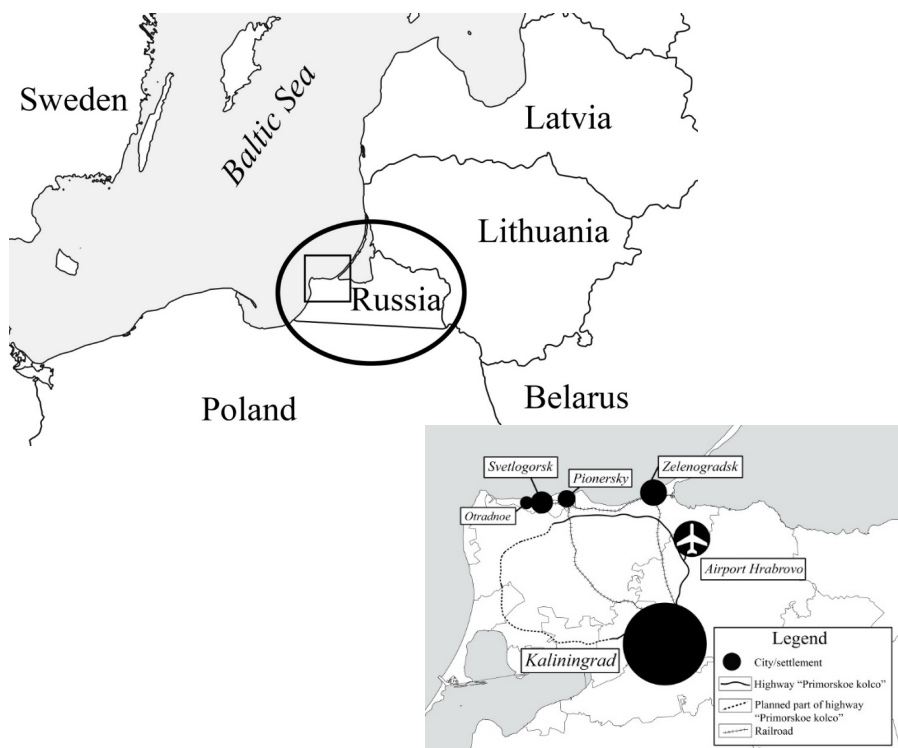 Sweden
Baltic Sea
Latvia
Lithuania
Russia
Poland
Belarus
Svetlogorsk
Pionersky
Zelenogradsk
Otradnoe
Airport Hrabrovo
Kaliningrad
Legend
City/settlement
Highway “Primorskoe kolco”
Planned part of highway
“Primorskoe kolco”
Railroad